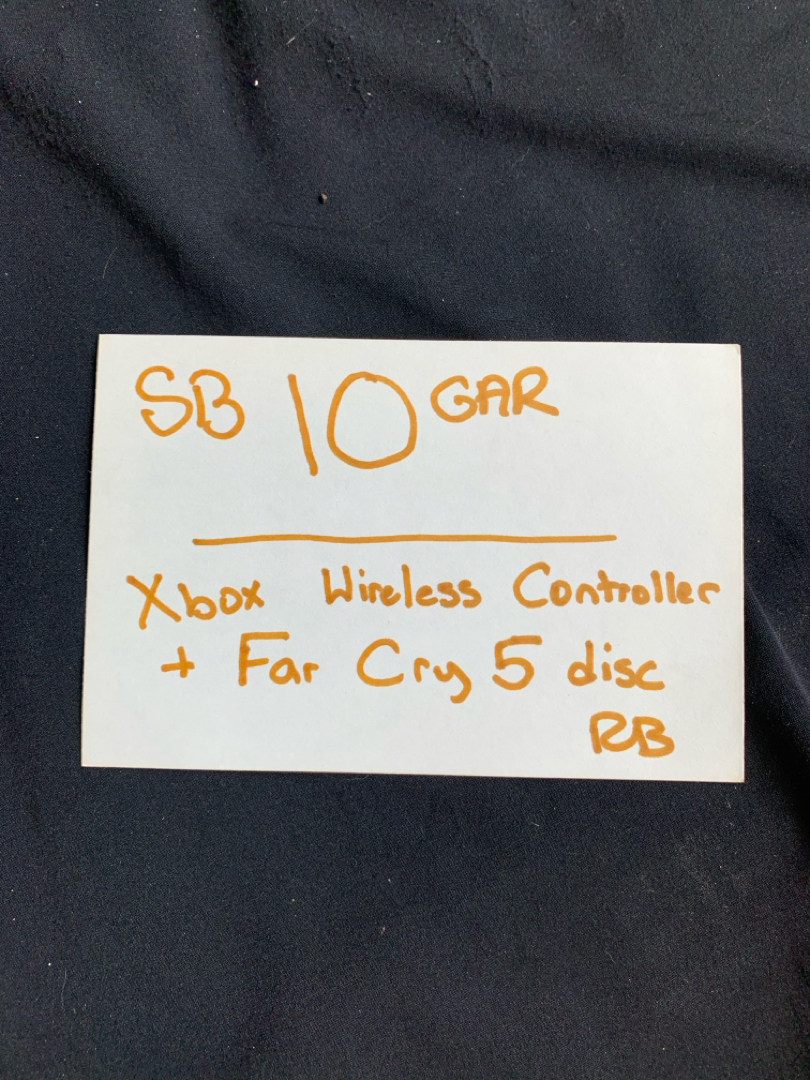 SB 10 GAR
Xbox Wireless Controller
+ Far Cry 5 disc
RB